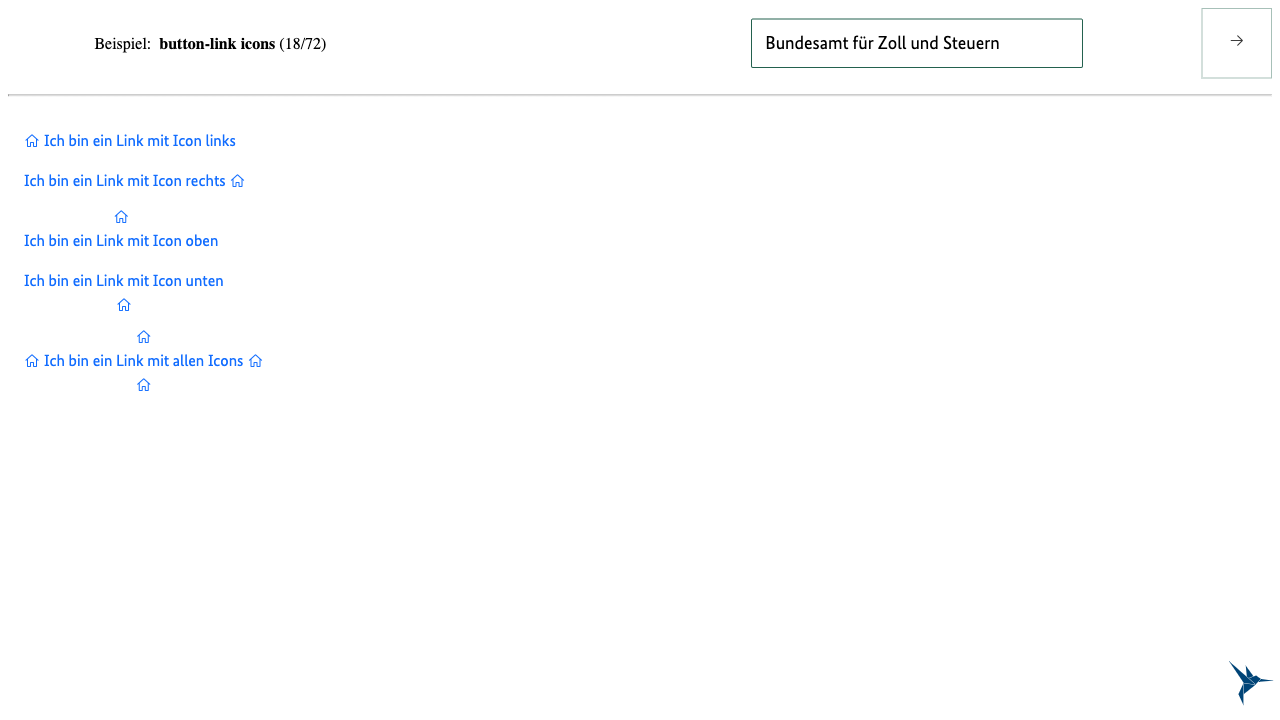 Beispiel: button-link icons (18/72)
Bundesamt für Zoll und Steuern
Ich bin ein Link mit Icon links
Ich bin ein Link mit Icon rechts
Ich bin ein Link mit Icon oben
Ich bin ein Link mit Icon unten
Ich bin ein Link mit allen Icons